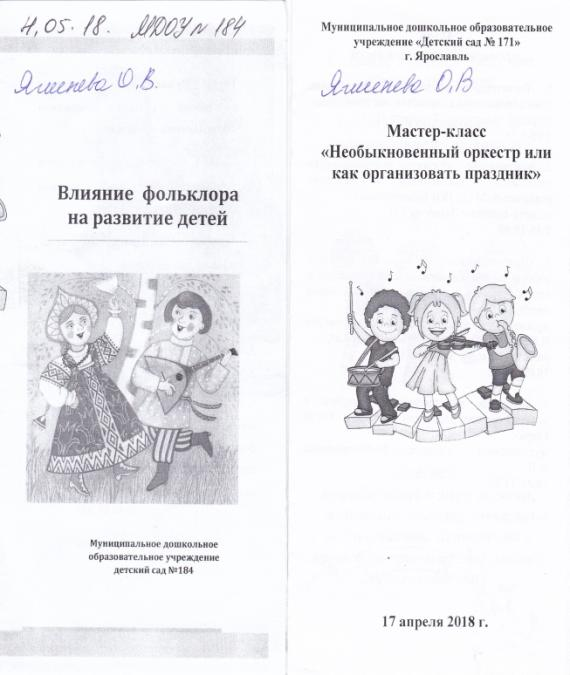 4.05.18. МДОУ № 184
Ягненева О.В.
Влияние фольклора
на развитие детей
Муниципальное дошкольное
образовательное учреждение
детский сад №184
Муниципальное дошкольное образовательное
учреждение «Детский сад № 171»
г. Ярославль
Ягненева О.В
Мастер-класс
«Необыкновенный оркестр или
как организовать праздник»
17 апреля 2018 г.